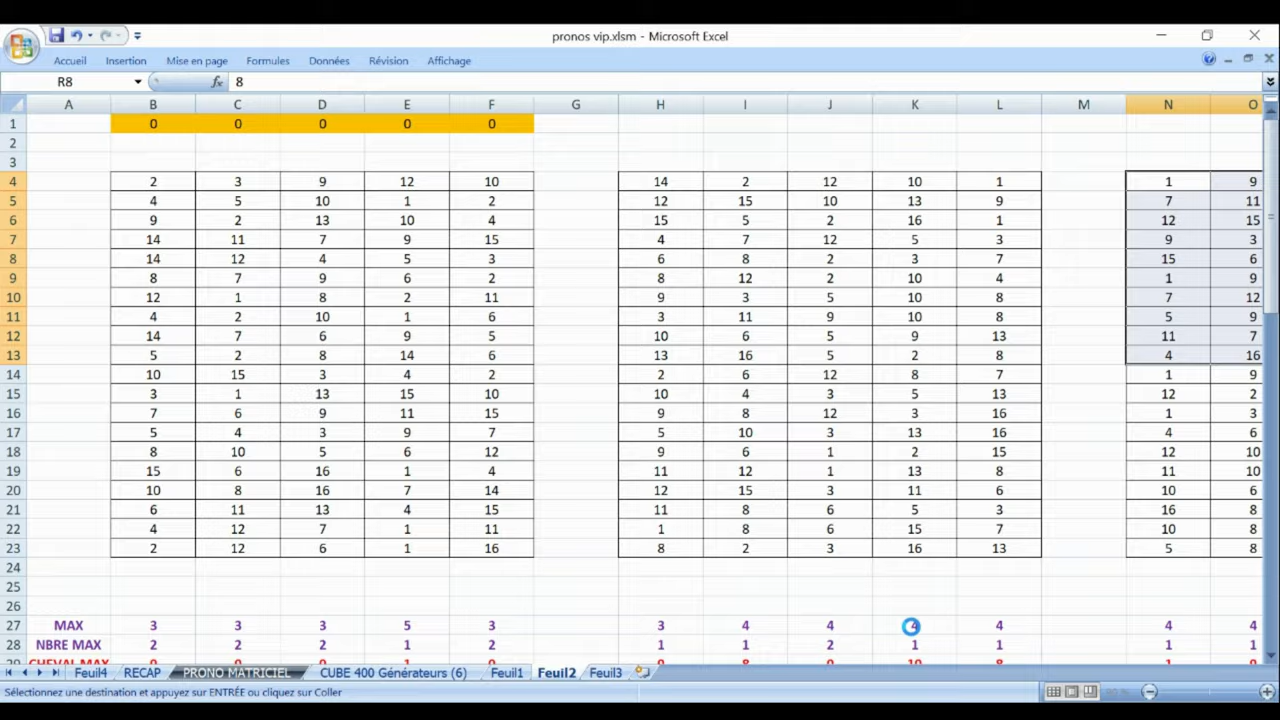 pronos vip.xlsm - Microsoft Excel
Accueil Insertion Mise en page Formules Données Révision Affichage
R8 fx 8
A B C D E F G H I J K L M N O
1 0 0 0 0 0
2
3
4 2 3 9 12 10 14 2 12 10 1 1 9
5 4 5 10 1 2 12 15 10 13 9 7 11
6 9 2 13 10 4 15 5 2 16 1 12 15
7 14 11 7 9 15 4 7 12 5 3 9 3
8 14 12 4 5 3 6 8 2 3 7 15 6
9 8 7 9 6 2 8 12 2 10 4 1 9
10 12 1 8 2 11 9 3 5 10 8 7 12
11 4 2 10 1 6 3 11 9 10 8 5 9
12 14 7 6 9 5 10 6 5 9 13 11 7
13 5 2 8 14 6 13 16 5 2 8 4 16
14 10 15 3 4 2 2 6 12 8 7 1 9
15 3 1 13 15 10 10 4 3 5 13 12 2
16 7 6 9 11 15 9 8 12 3 16 1 3
17 5 4 3 9 7 5 10 3 13 16 4 6
18 8 10 5 6 12 9 6 1 2 15 12 10
19 15 6 16 1 4 11 12 1 13 8 11 10
20 10 8 16 7 14 12 15 3 11 6 10 6
21 6 11 13 4 15 11 8 6 5 3 16 8
22 4 12 7 1 11 1 8 6 15 7 10 8
23 2 12 6 1 16 8 2 3 16 13 5 8
24
25
26
27 MAX 3 3 3 5 3 3 4 4 4 4 4 4
28 NBRE MAX 2 2 2 1 2 1 1 2 1 1 1 1
29 CHEVAL MAX
Feuil4 RECAP PRONO MATRICIEL CUBE 400 Générateurs (6) Feuil1 Feuil2 Feuil3
Sélectionnez une destination et appuyez sur ENTRÉE ou cliquez sur Coller